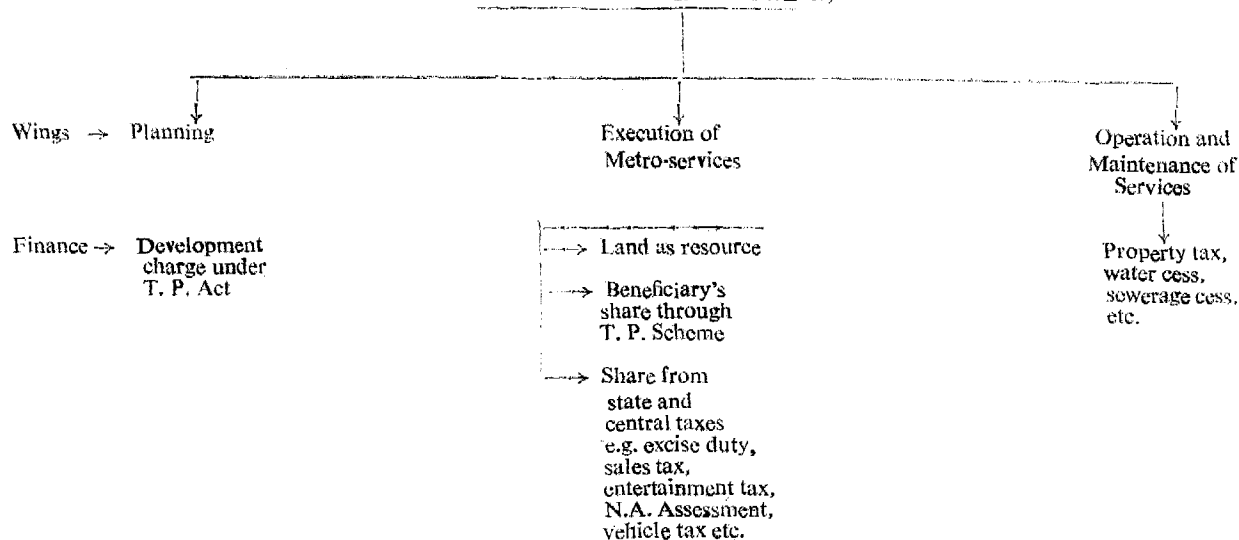 Wings → Planning
Execution of
Metro-services
Operation and
Maintenance of
Services
Finance → Development
charge under
T. P. Act
→ Land as resource
→ Beneficiary's
share through
T. P. Scheme
→ Share from
state and
central taxes
e.g. excise duty,
sales tax,
entertainment tax,
N.A. Assessment,
vehicle tax etc.
Property tax,
water cess,
sewerage cess,
etc.